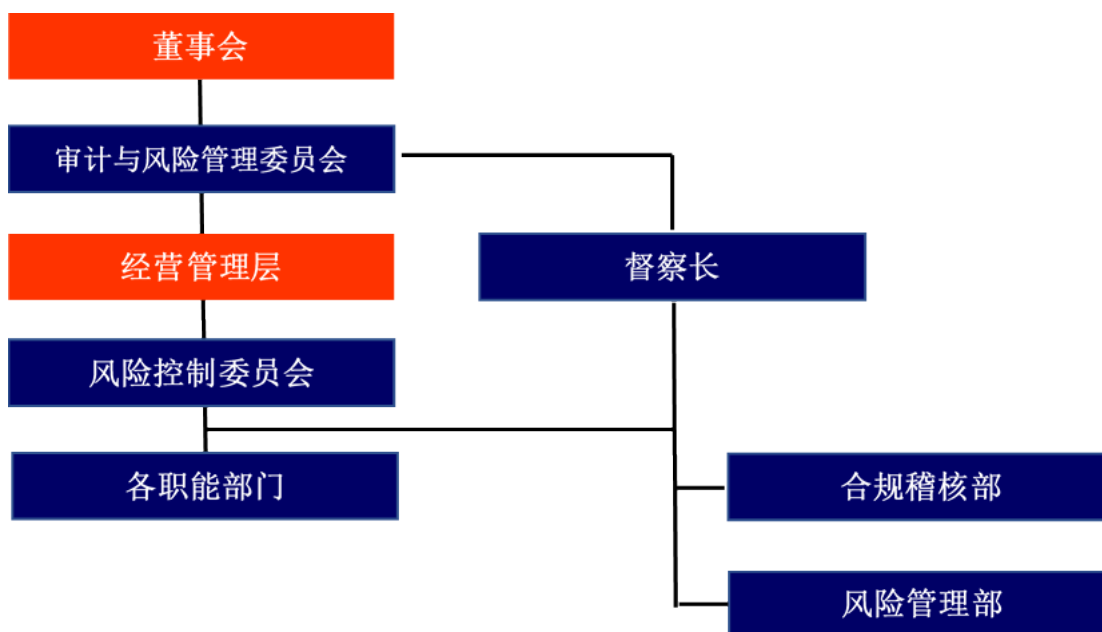 董事会
审计与风险管理委员会
经营管理层
督察长
风险控制委员会
各职能部门
合规稽核部
风险管理部